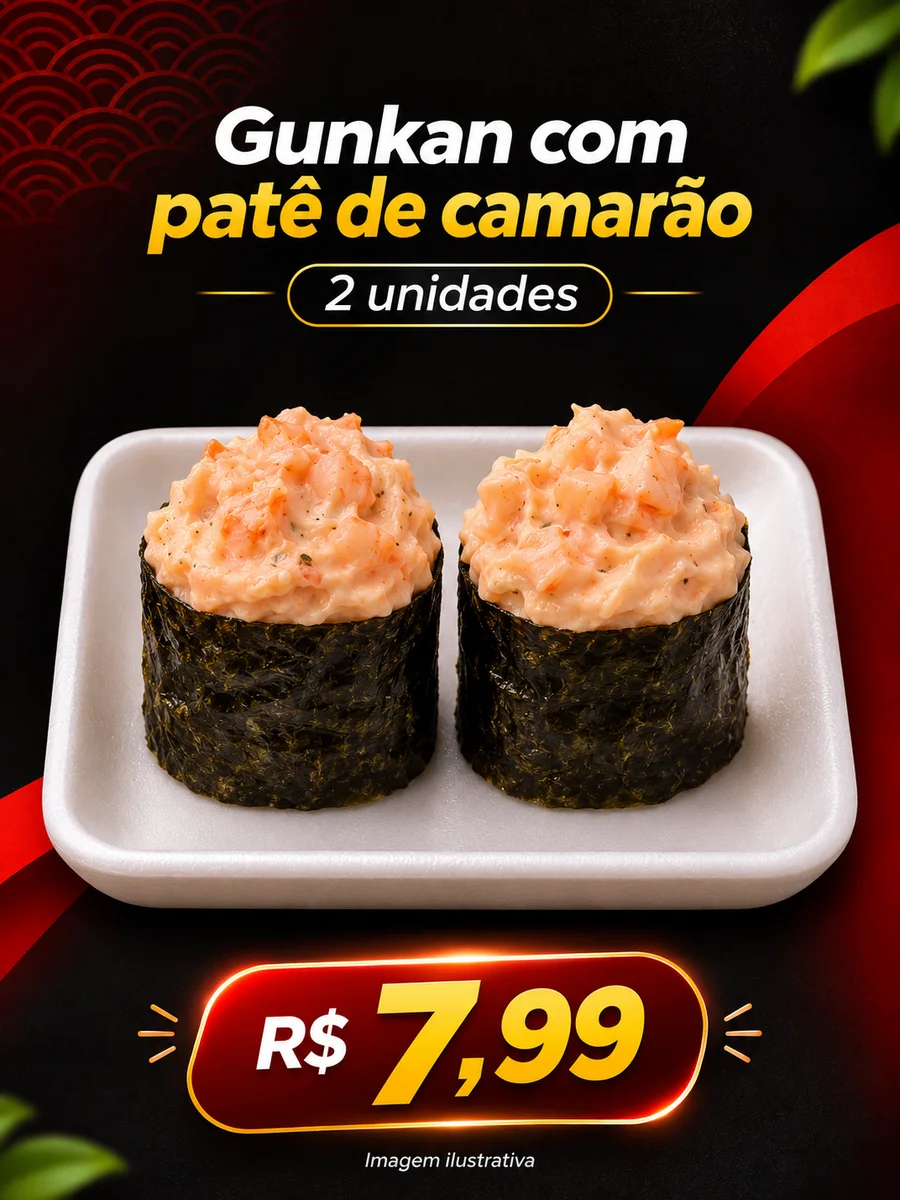 Gunkan com
patê de camarão
2 unidades
R$ 7,99
Imagem ilustrativa